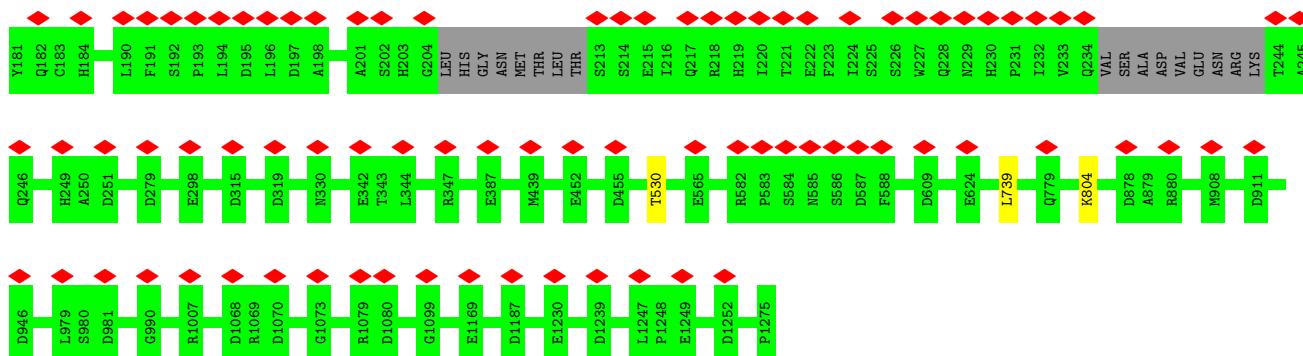 Y181 Q182 C183 H184 L190 F191 S192 P193 L194 D195 L196 D197 A198 A201 S202 H203 G204 LEU HIS GLY ASN MET THR LEU THR S213 S214 E215 I216 Q217 R218 H219 I220 T221 E222 F223 I224 S225 S226 W227 Q228 N229 H230 P231 I232 V233 Q234 VAL SER ALA ASP VAL GLU ASN ARG LYS T244 A245
Q246 H249 A250 D251 D279 E298 D315 D319 N330 E342 T343 L344 R347 E387 M439 E452 D455 T530 E565 R582 P583 S584 N585 S586 D587 F588 D609 E624 L739 Q779 K804 D878 A879 R880 M908 D911
D946 L979 S980 D981 G990 R1007 D1068 R1069 D1070 G1073 R1079 D1080 G1099 E1169 D1187 E1230 D1239 L1247 P1248 E1249 D1252 P1275